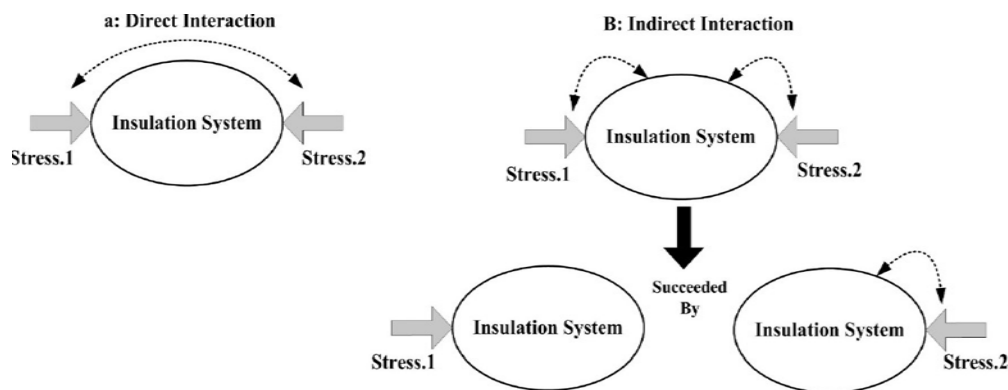 a: Direct Interaction
Insulation System
Stress.1
Stress.2
B: Indirect Interaction
Insulation System
Stress.1
Stress.2
Succeeded
By
Insulation System
Stress.1
Insulation System
Stress.2